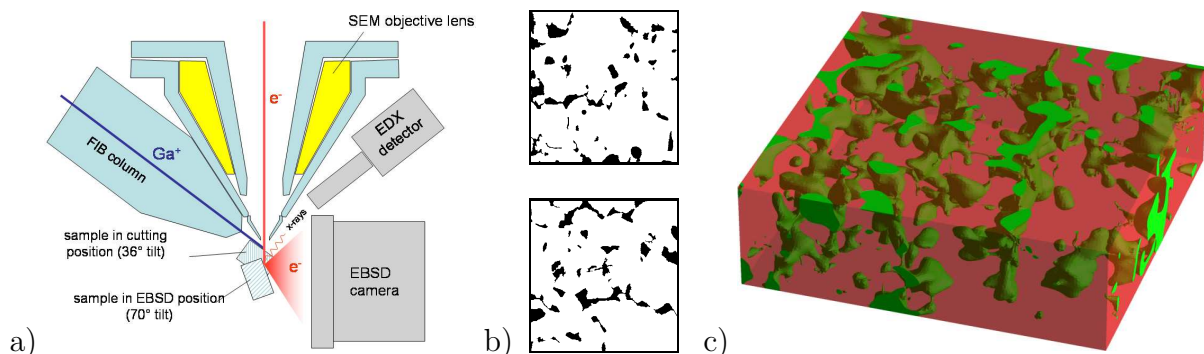 SEM objective lens
e-
EDX
detector
Ga+
FIB column
x-rays
sample in cutting
position (36° tilt)
e-
EBSD
camera
sample in EBSD position
(70° tilt)
a)
b)
c)